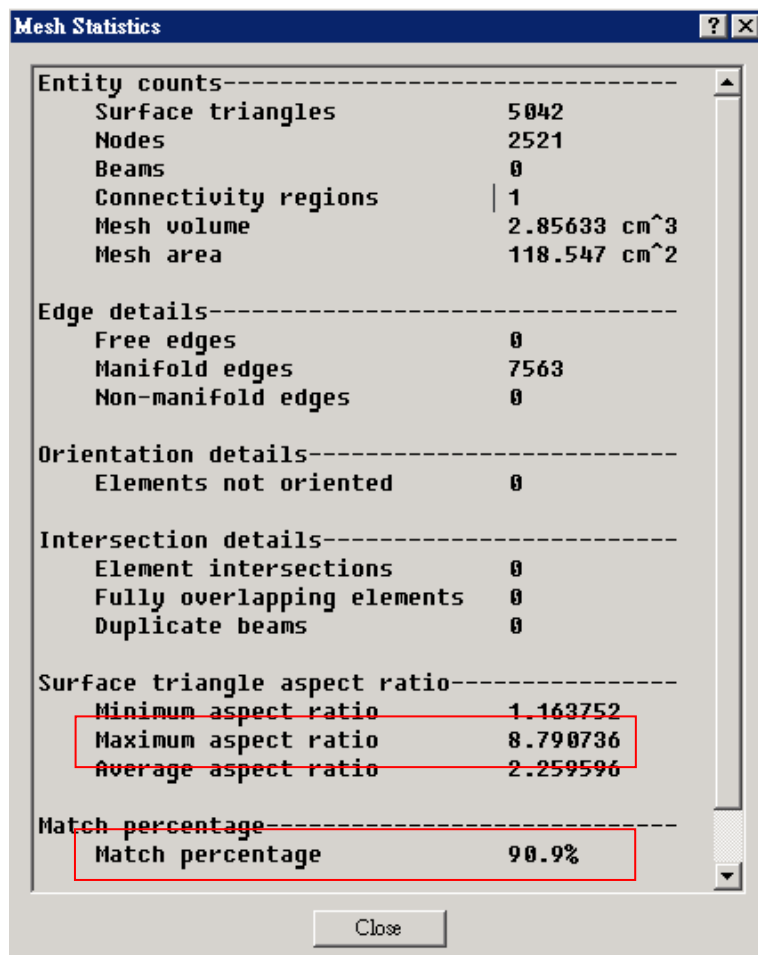 Mesh Statistics
Entity counts--------------------------------
Surface triangles 5042
Nodes 2521
Beams 0
Connectivity regions 1
Mesh volume 2.85633 cm^3
Mesh area 118.547 cm^2
Edge details---------------------------------
Free edges 0
Manifold edges 7563
Non-manifold edges 0
Orientation details--------------------------
Elements not oriented 0
Intersection details-------------------------
Element intersections 0
Fully overlapping elements 0
Duplicate beams 0
Surface triangle aspect ratio----------------
Minimum aspect ratio 1.163752
Maximum aspect ratio 8.790736
Average aspect ratio 2.259596
Match percentage-----------------------------
Match percentage 90.9%
Close